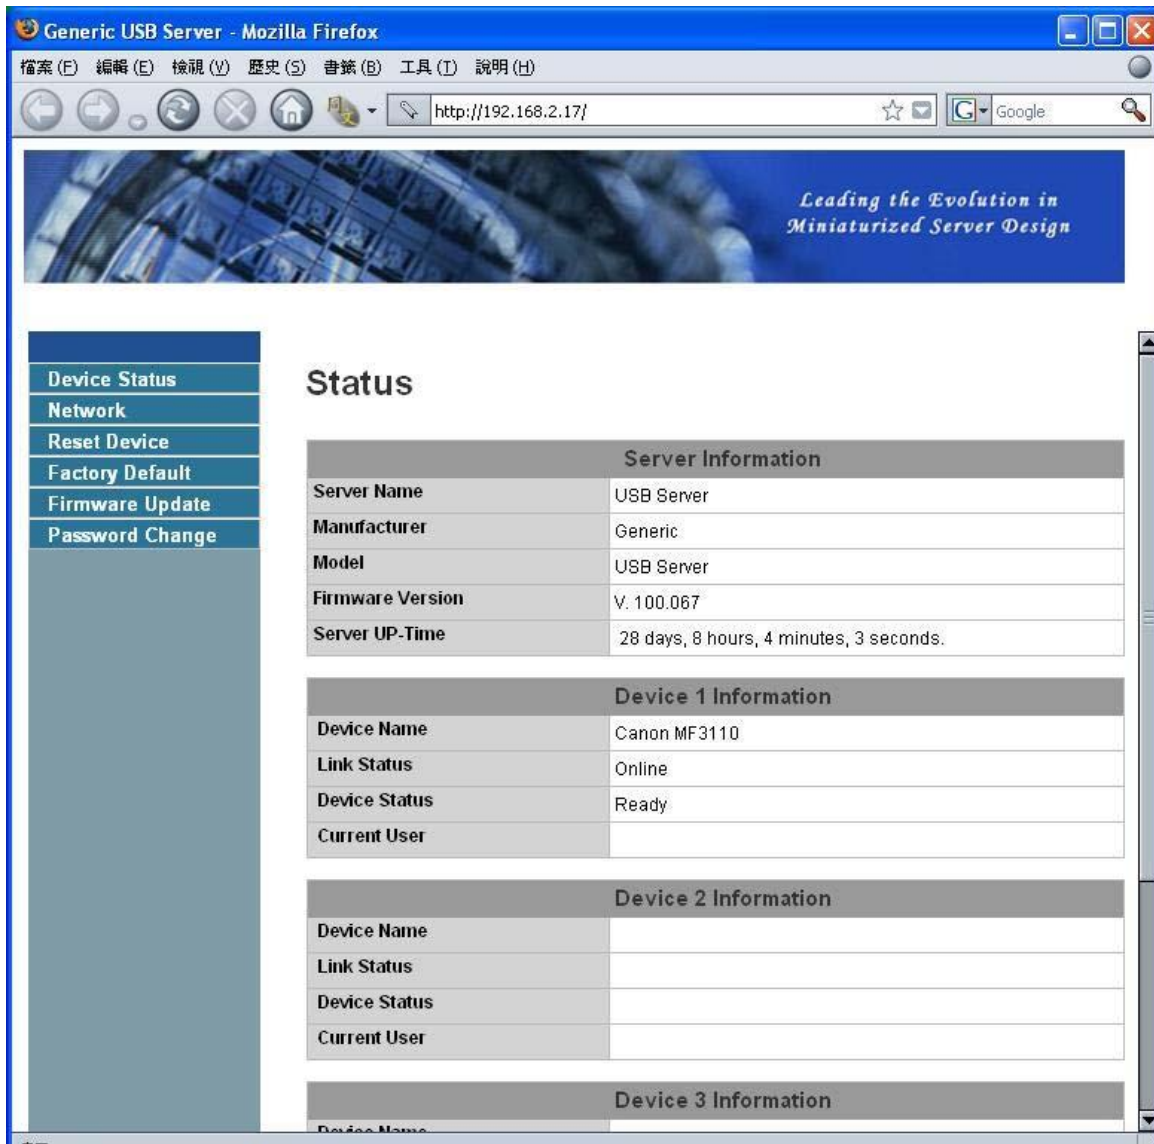 Generic USB Server - Mozilla Firefox
檔案(F) 編輯(E) 檢視(V) 歷史(S) 書籤(B) 工具(T) 說明(H)
http://192.168.2.17/
G Google
Leading the Evolution in
Miniaturized Server Design
Device Status
Network
Reset Device
Factory Default
Firmware Update
Password Change
Status
Server Information
Server Name USB Server
Manufacturer Generic
Model USB Server
Firmware Version V. 100.067
Server UP-Time 28 days, 8 hours, 4 minutes, 3 seconds.
Device 1 Information
Device Name Canon MF3110
Link Status Online
Device Status Ready
Current User
Device 2 Information
Device Name
Link Status
Device Status
Current User
Device 3 Information
Device Name